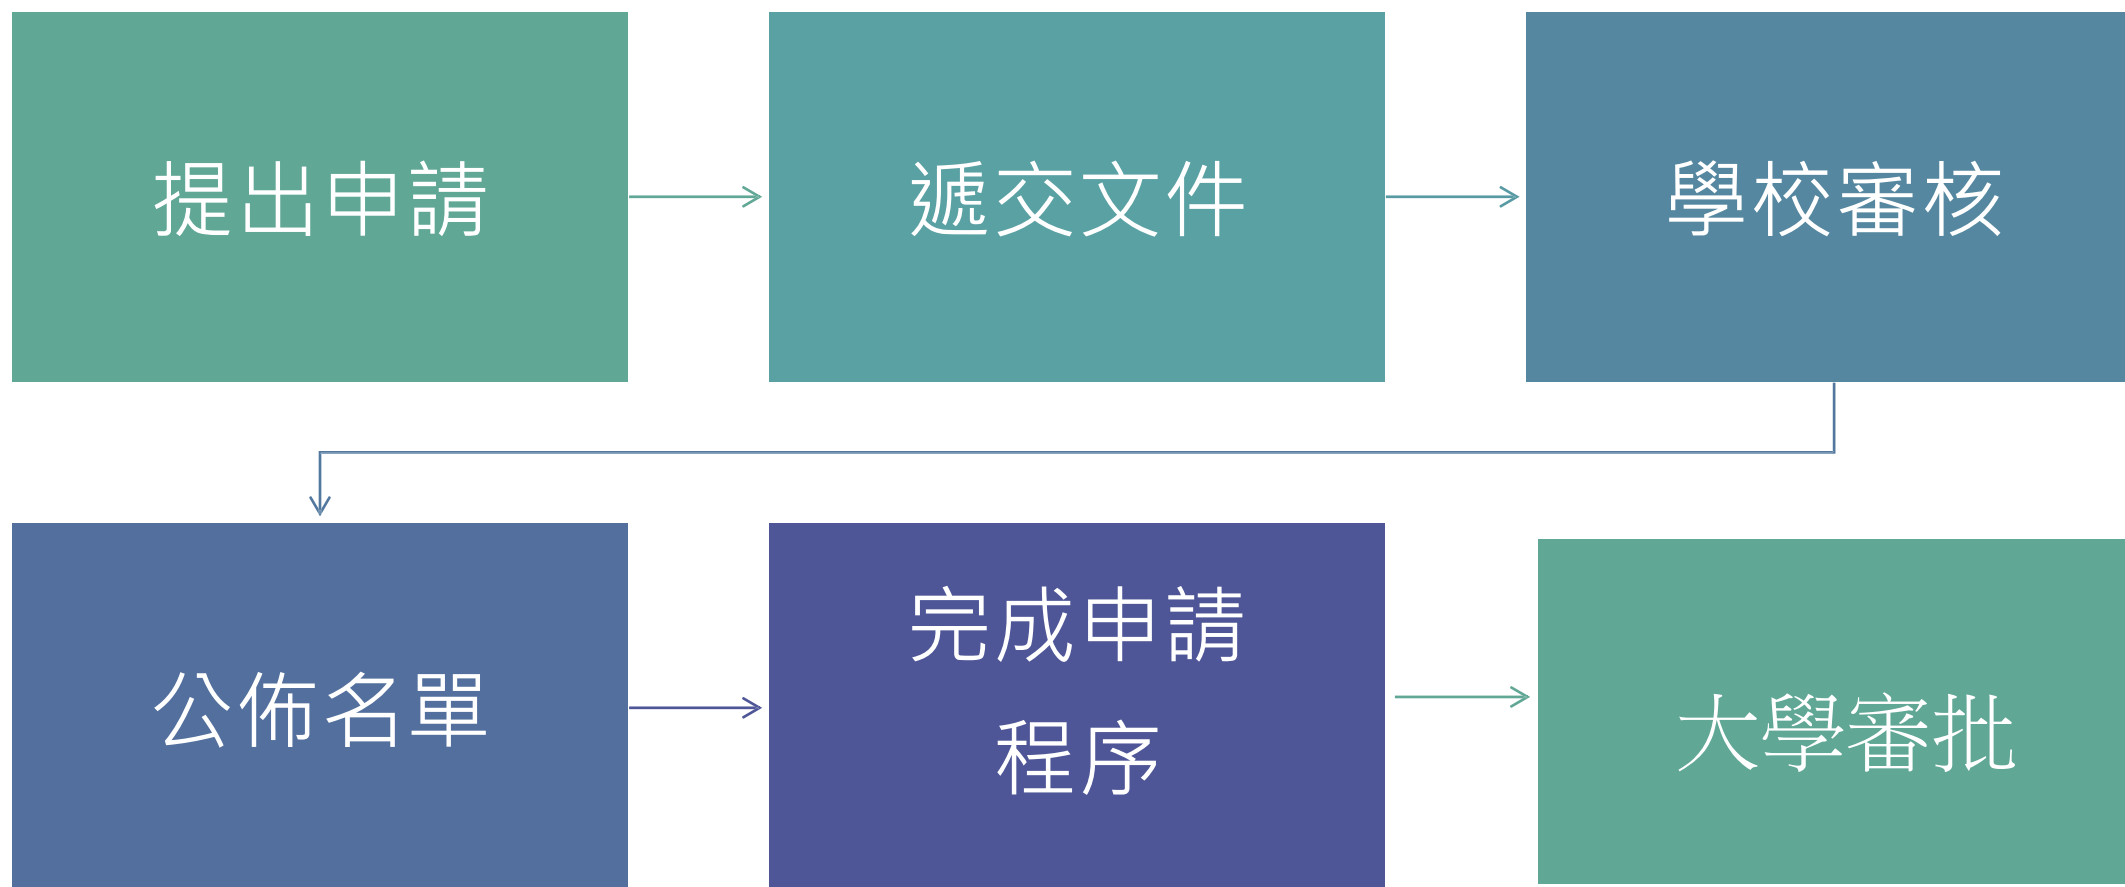 提出申請
遞交文件
學校審核
公佈名單
完成申請
程序
大學審批